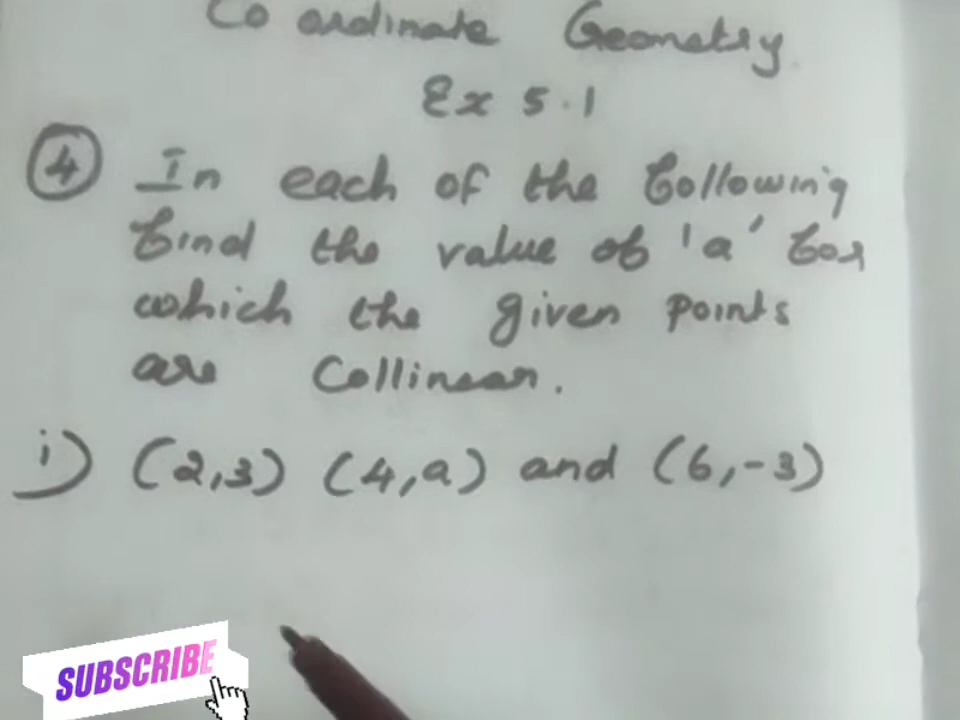 Co ordinate Geometry
Ex 5.1
4 In each of the following
find the value of 'a' for
which the given points
are Collinear.
i) (2,3) (4,a) and (6,-3)
SUBSCRIBE